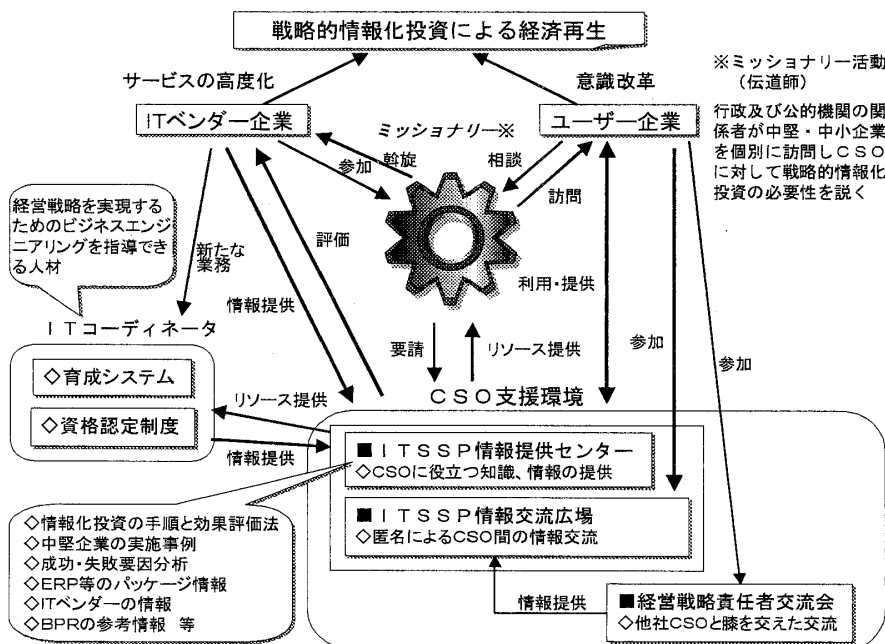 戦略的情報化投資による経済再生
サービスの高度化
意識改革
※ミッショナリー活動
（伝道師）
行政及び公的機関の関
係者が中堅・中小企業
を個別に訪問しＣＳＯ
に対して戦略的情報化
投資の必要性を説く
ITベンダー企業
ミッショナリー※
ユーザー企業
参加
斡旋
相談
訪問
経営戦略を実現する
ためのビジネスエンジ
ニアリングを指導でき
る人材
新たな
業務
評価
情報提供
利用・提供
ＩＴコーディネータ
要請
リソース提供
参加
参加
◇育成システム
◇資格認定制度
リソース提供
情報提供
ＣＳＯ支援環境
■ＩＴＳＳＰ情報提供センター
◇CSOに役立つ知識、情報の提供
■ＩＴＳＳＰ情報交流広場
◇匿名によるCSO間の情報交流
◇情報化投資の手順と効果評価法
◇中堅企業の実施事例
◇成功・失敗要因分析
◇ERP等のパッケージ情報
◇ITベンダーの情報
◇BPRの参考情報 等
情報提供
■経営戦略責任者交流会
◇他社CSOと膝を交えた交流